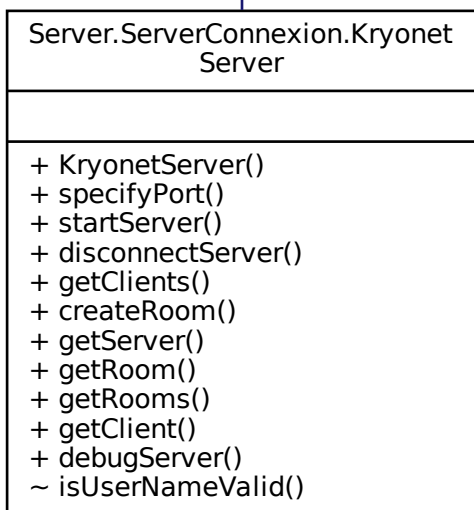 Server.ServerConnexion.Kryonet
Server
+ KryonetServer()
+ specifyPort()
+ startServer()
+ disconnectServer()
+ getClients()
+ createRoom()
+ getServer()
+ getRoom()
+ getRooms()
+ getClient()
+ debugServer()
~ isUserNameValid()